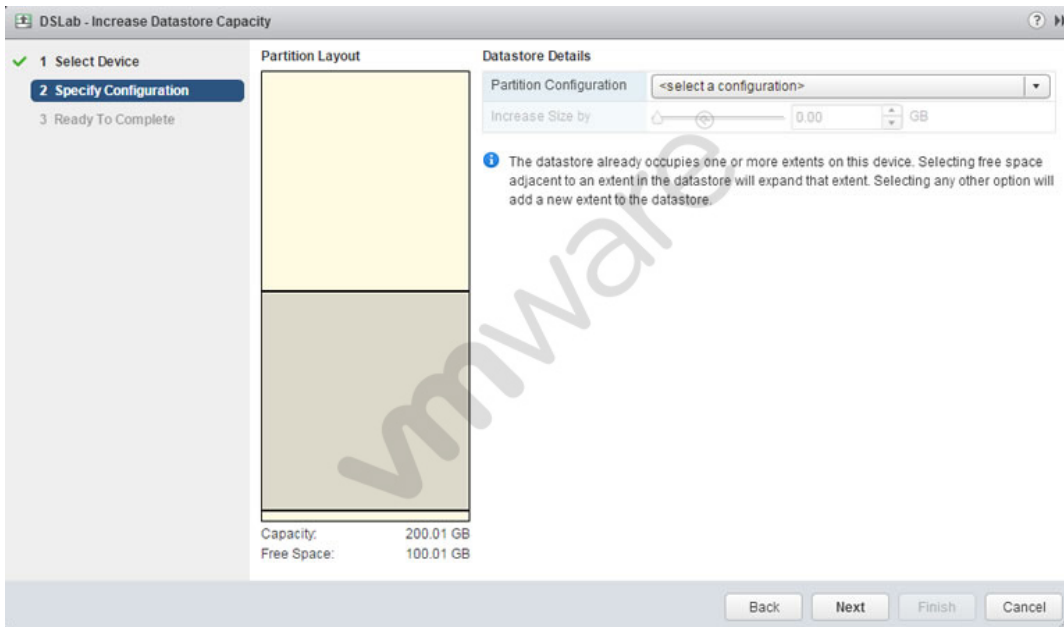 DSLab - Increase Datastore Capacity
?
1 Select Device
2 Specify Configuration
3 Ready To Complete
Partition Layout
Capacity: 200.01 GB
Free Space: 100.01 GB
Datastore Details
Partition Configuration <select a configuration>
Increase Size by 0.00 GB
The datastore already occupies one or more extents on this device. Selecting free space
adjacent to an extent in the datastore will expand that extent. Selecting any other option will
add a new extent to the datastore.
vmware
Back Next Finish Cancel